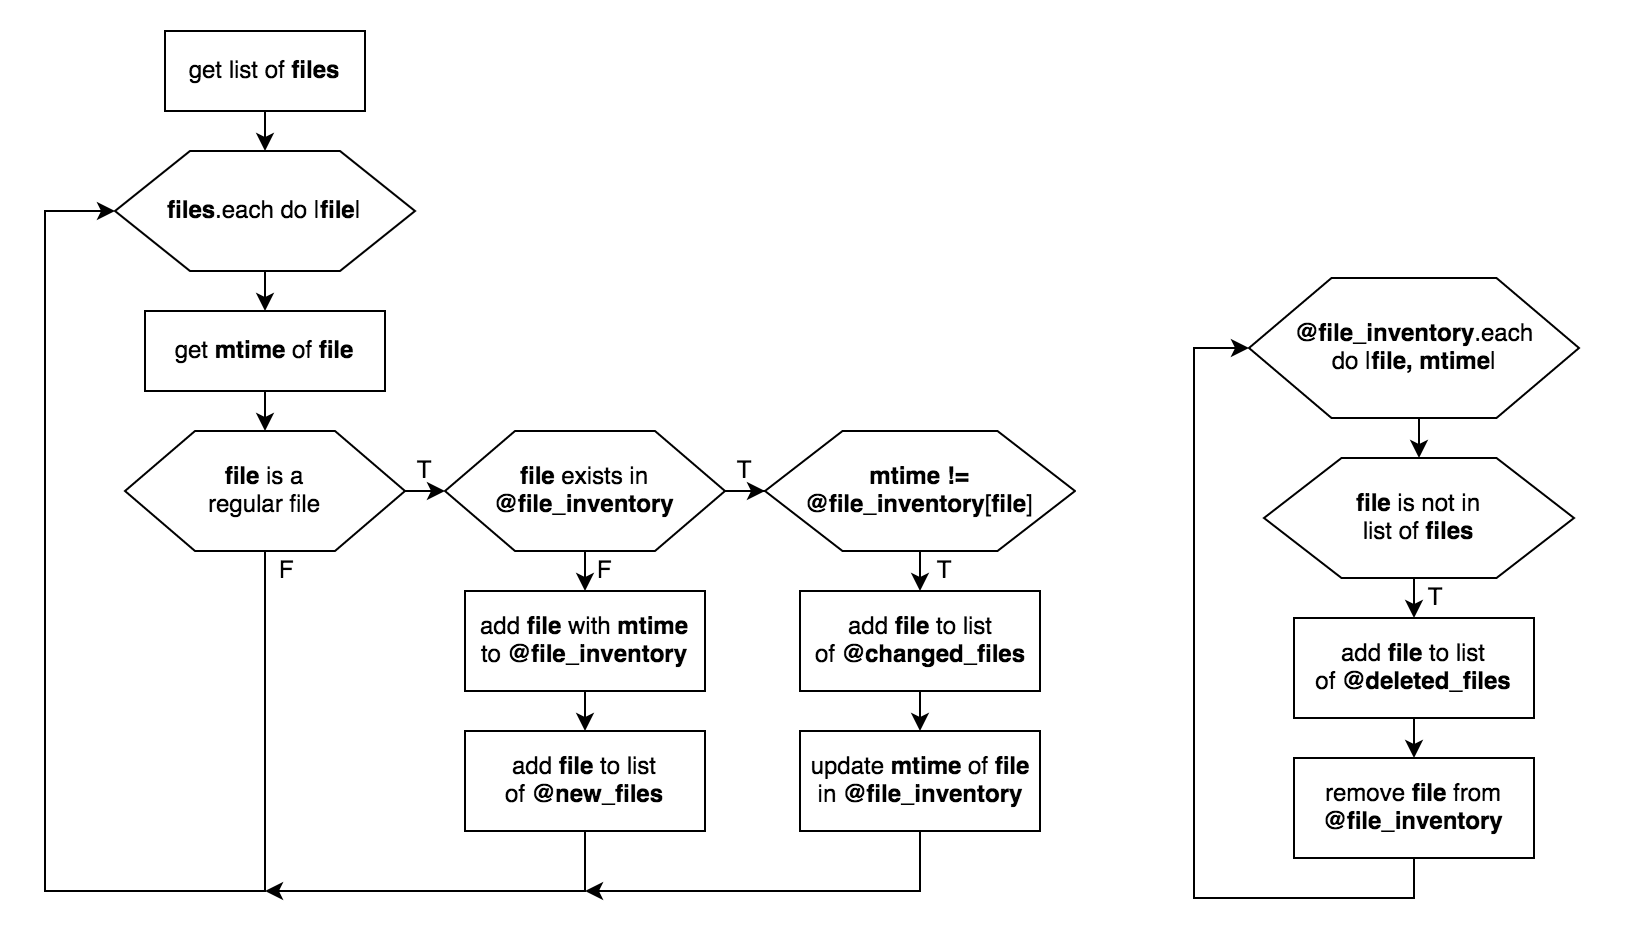 get list of files
files.each do |file|
get mtime of file
file is a
regular file
T
F
file exists in
@file_inventory
T
F
mtime !=
@file_inventory[file]
T
add file with mtime
to @file_inventory
add file to list
of @new_files
add file to list
of @changed_files
update mtime of file
in @file_inventory
@file_inventory.each
do |file, mtime|
file is not in
list of files
T
add file to list
of @deleted_files
remove file from
@file_inventory